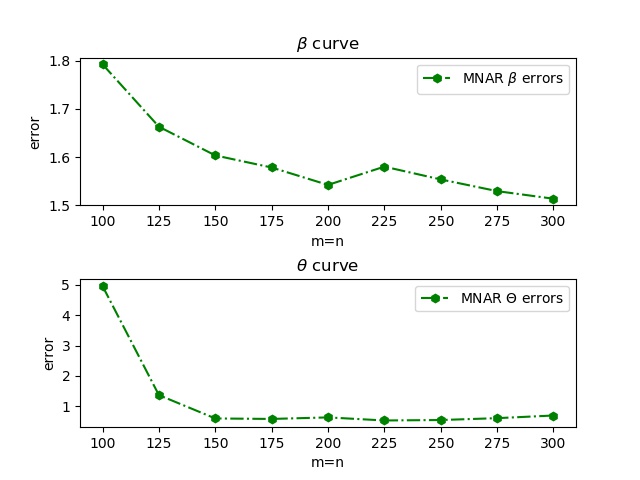 β curve
1.8
1.7
1.6
1.5
error
MNAR β errors
100 125 150 175 200 225 250 275 300
m=n
θ curve
5
4
3
2
1
error
MNAR Θ errors
100 125 150 175 200 225 250 275 300
m=n